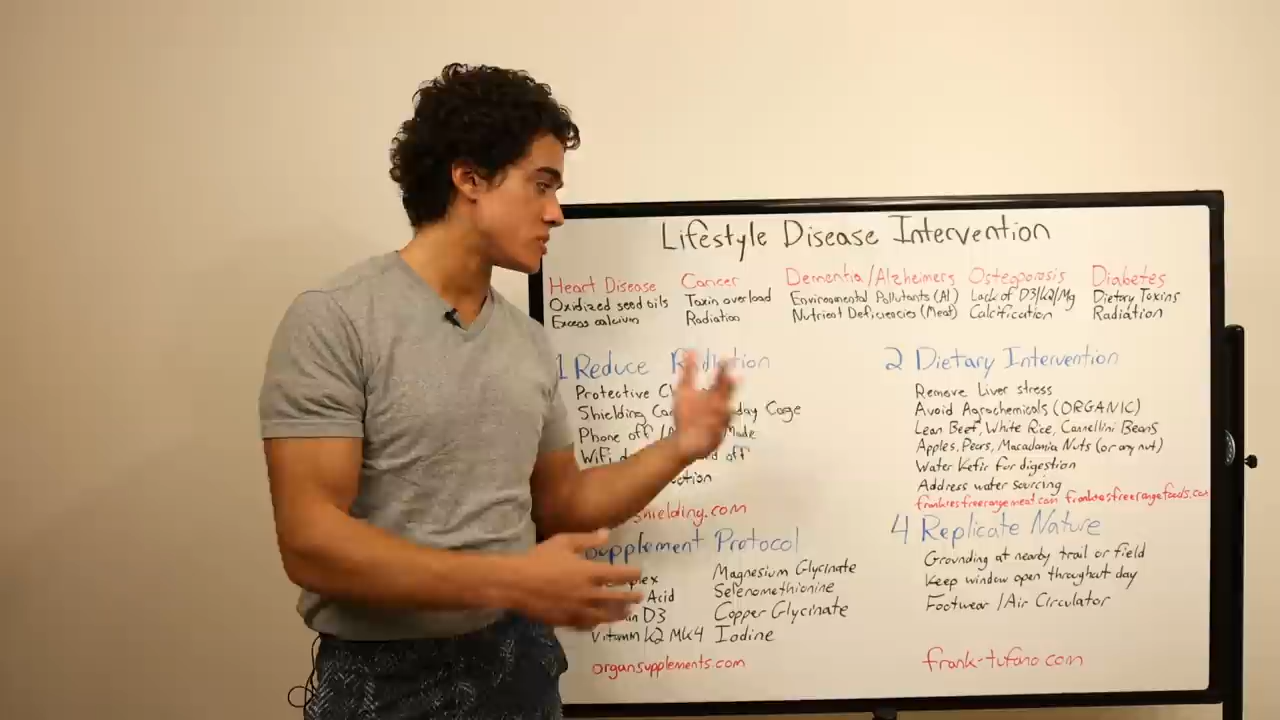 Lifestyle Disease Intervention
Heart Disease
Oxidized seed oils
Excess calcium
Cancer
Toxin overload
Radiation
Dementia/Alzheimers
Environmental Pollutants (Al)
Nutrient Deficiencies (Meat)
Osteoporosis
Lack of D3/K2/Mg
Calcification
Diabetes
Dietary Toxins
Radiation
1 Reduce Radiation
Protective
Shielding Cage
Phone off / Mode
WiFi off
shielding.com
2 Dietary Intervention
Remove Liver stress
Avoid Agrochemicals (ORGANIC)
Lean Beef, White Rice, Cannellini Beans
Apples, Pears, Macadamia Nuts (or any nut)
Water Kefir for digestion
Address water sourcing
frankiesfreerangemeat.com frankiesfreerangefoods.com
Supplement Protocol
Acid
D3
Vitamin K2 MK4
Magnesium Glycinate
Selenomethionine
Copper Glycinate
Iodine
organsupplements.com
4 Replicate Nature
Grounding at nearby trail or field
Keep window open throughout day
Footwear / Air Circulator
frank-tufano.com